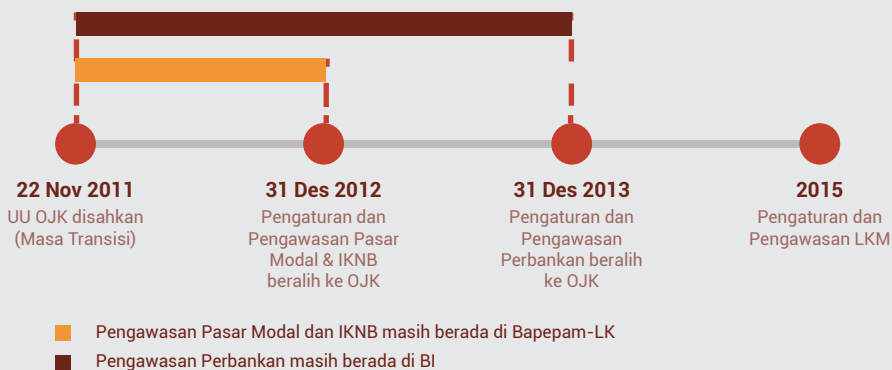 22 Nov 2011
UU OJK disahkan
(Masa Transisi)
31 Des 2012
Pengaturan dan
Pengawasan Pasar
Modal & IKNB
beralih ke OJK
31 Des 2013
Pengaturan dan
Pengawasan
Perbankan beralih
ke OJK
2015
Pengaturan dan
Pengawasan LKM
Pengawasan Pasar Modal dan IKNB masih berada di Bapepam-LK
Pengawasan Perbankan masih berada di BI